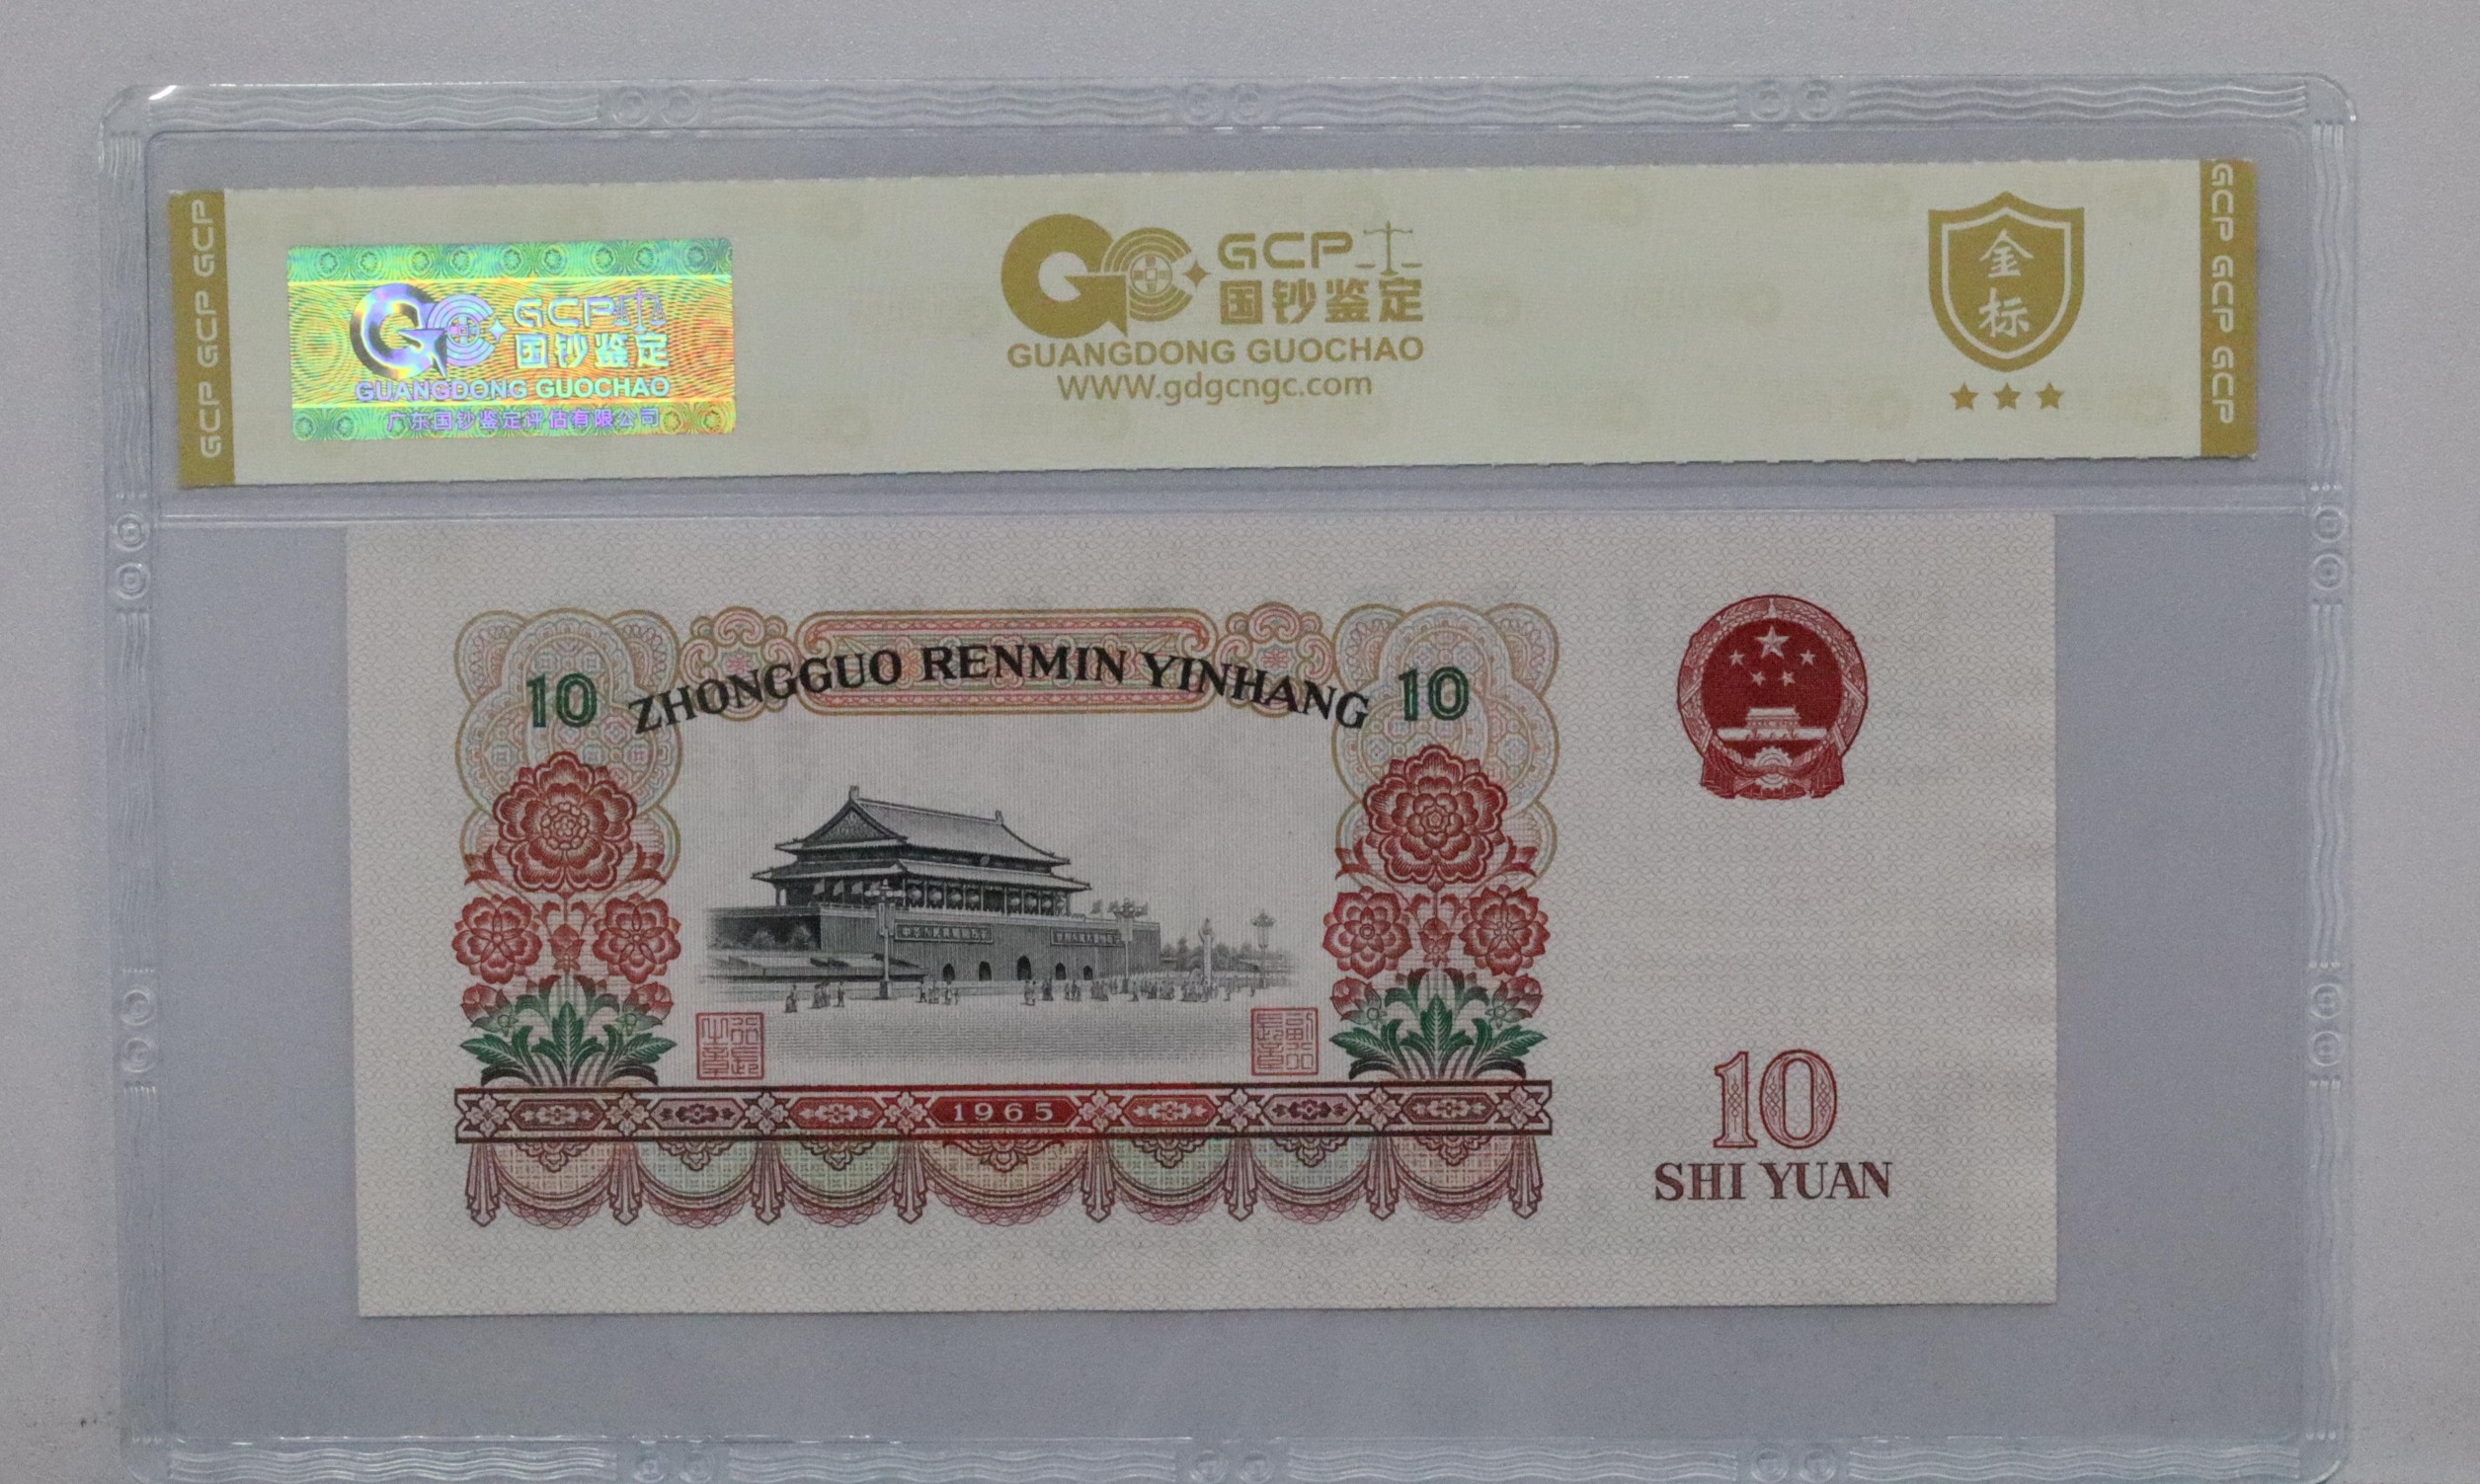 GCP GCP GCP
GCP
国钞鉴定
GUANGDONG GUOCHAO
广东国钞鉴定评估有限公司
GCP
国钞鉴定
GUANGDONG GUOCHAO
WWW.gdgcngc.com
金
标
GCP GCP GCP
10 ZHONGGUO RENMIN YINHANG 10
1965
10
SHI YUAN